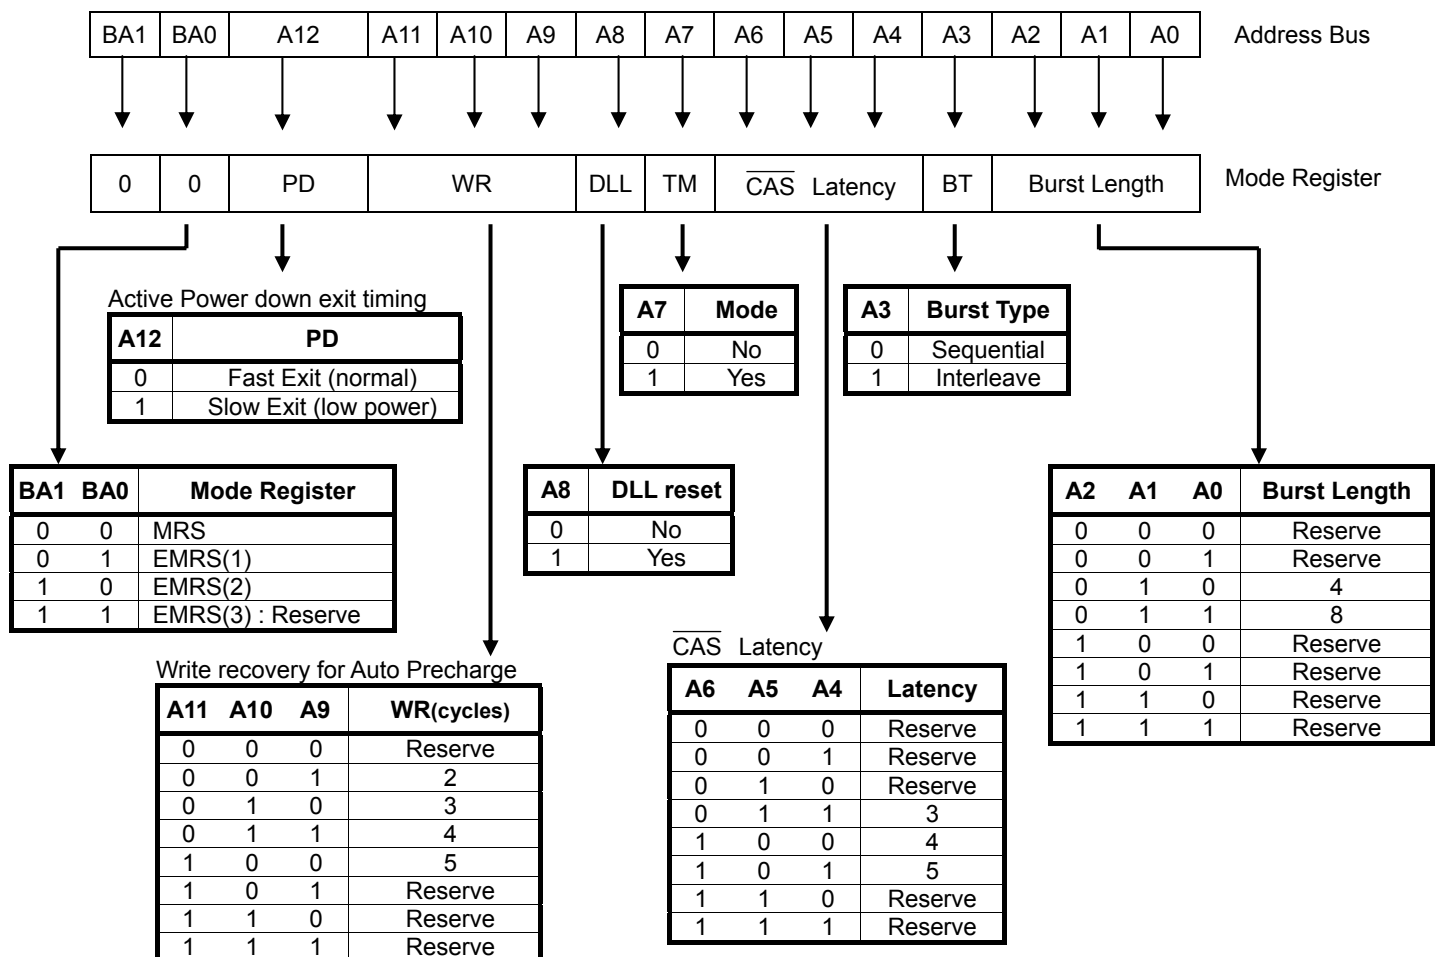 BA1 BA0 A12 A11 A10 A9 A8 A7 A6 A5 A4 A3 A2 A1 A0 Address Bus
0 0 PD WR DLL TM CAS Latency BT Burst Length Mode Register
Active Power down exit timing
A12 PD
0 Fast Exit (normal)
1 Slow Exit (low power)
A7 Mode
0 No
1 Yes
A3 Burst Type
0 Sequential
1 Interleave
BA1 BA0 Mode Register
0 0 MRS
0 1 EMRS(1)
1 0 EMRS(2)
1 1 EMRS(3) : Reserve
A8 DLL reset
0 No
1 Yes
A2 A1 A0 Burst Length
0 0 0 Reserve
0 0 1 Reserve
0 1 0 4
0 1 1 8
1 0 0 Reserve
1 0 1 Reserve
1 1 0 Reserve
1 1 1 Reserve
Write recovery for Auto Precharge
A11 A10 A9 WR(cycles)
0 0 0 Reserve
0 0 1 2
0 1 0 3
0 1 1 4
1 0 0 5
1 0 1 Reserve
1 1 0 Reserve
1 1 1 Reserve
CAS Latency
A6 A5 A4 Latency
0 0 0 Reserve
0 0 1 Reserve
0 1 0 Reserve
0 1 1 3
1 0 0 4
1 0 1 5
1 1 0 Reserve
1 1 1 Reserve